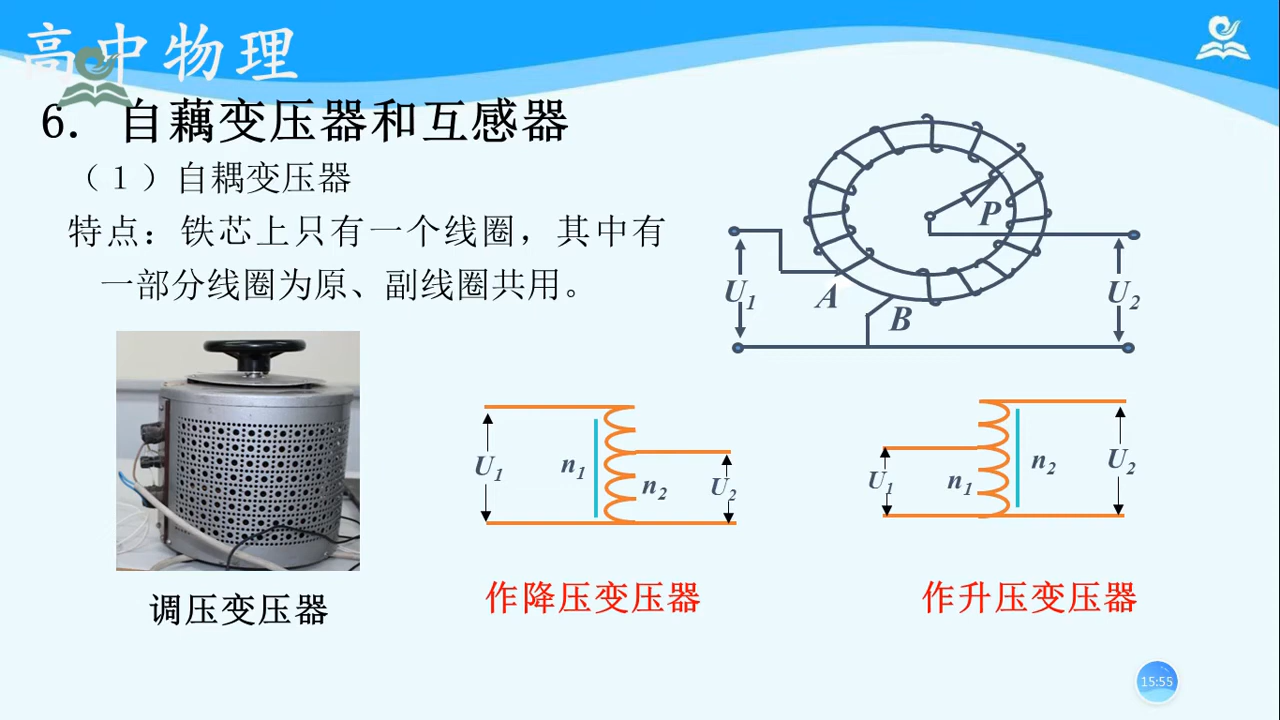 高中物理
6. 自藕变压器和互感器
（1）自耦变压器
特点：铁芯上只有一个线圈，其中有
一部分线圈为原、副线圈共用。
P
U1
A
B
U2
U1
n1
n2
U2
U1
n1
n2
U2
调压变压器
作降压变压器
作升压变压器
15:55